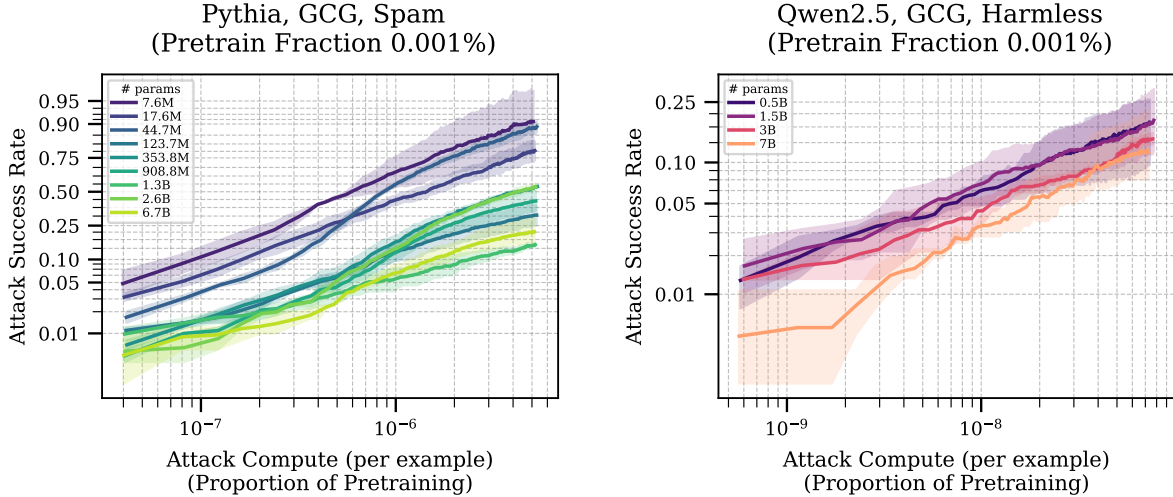 Pythia, GCG, Spam
(Pretrain Fraction 0.001%)
# params
7.6M
17.6M
44.7M
123.7M
353.8M
908.8M
1.3B
2.6B
6.7B
0.95
0.90
0.75
0.50
0.25
0.10
0.05
0.01
Attack Success Rate
10⁻⁷
10⁻⁶
Attack Compute (per example)
(Proportion of Pretraining)
Qwen2.5, GCG, Harmless
(Pretrain Fraction 0.001%)
# params
0.5B
1.5B
3B
7B
0.25
0.10
0.05
0.01
Attack Success Rate
10⁻⁹
10⁻⁸
Attack Compute (per example)
(Proportion of Pretraining)